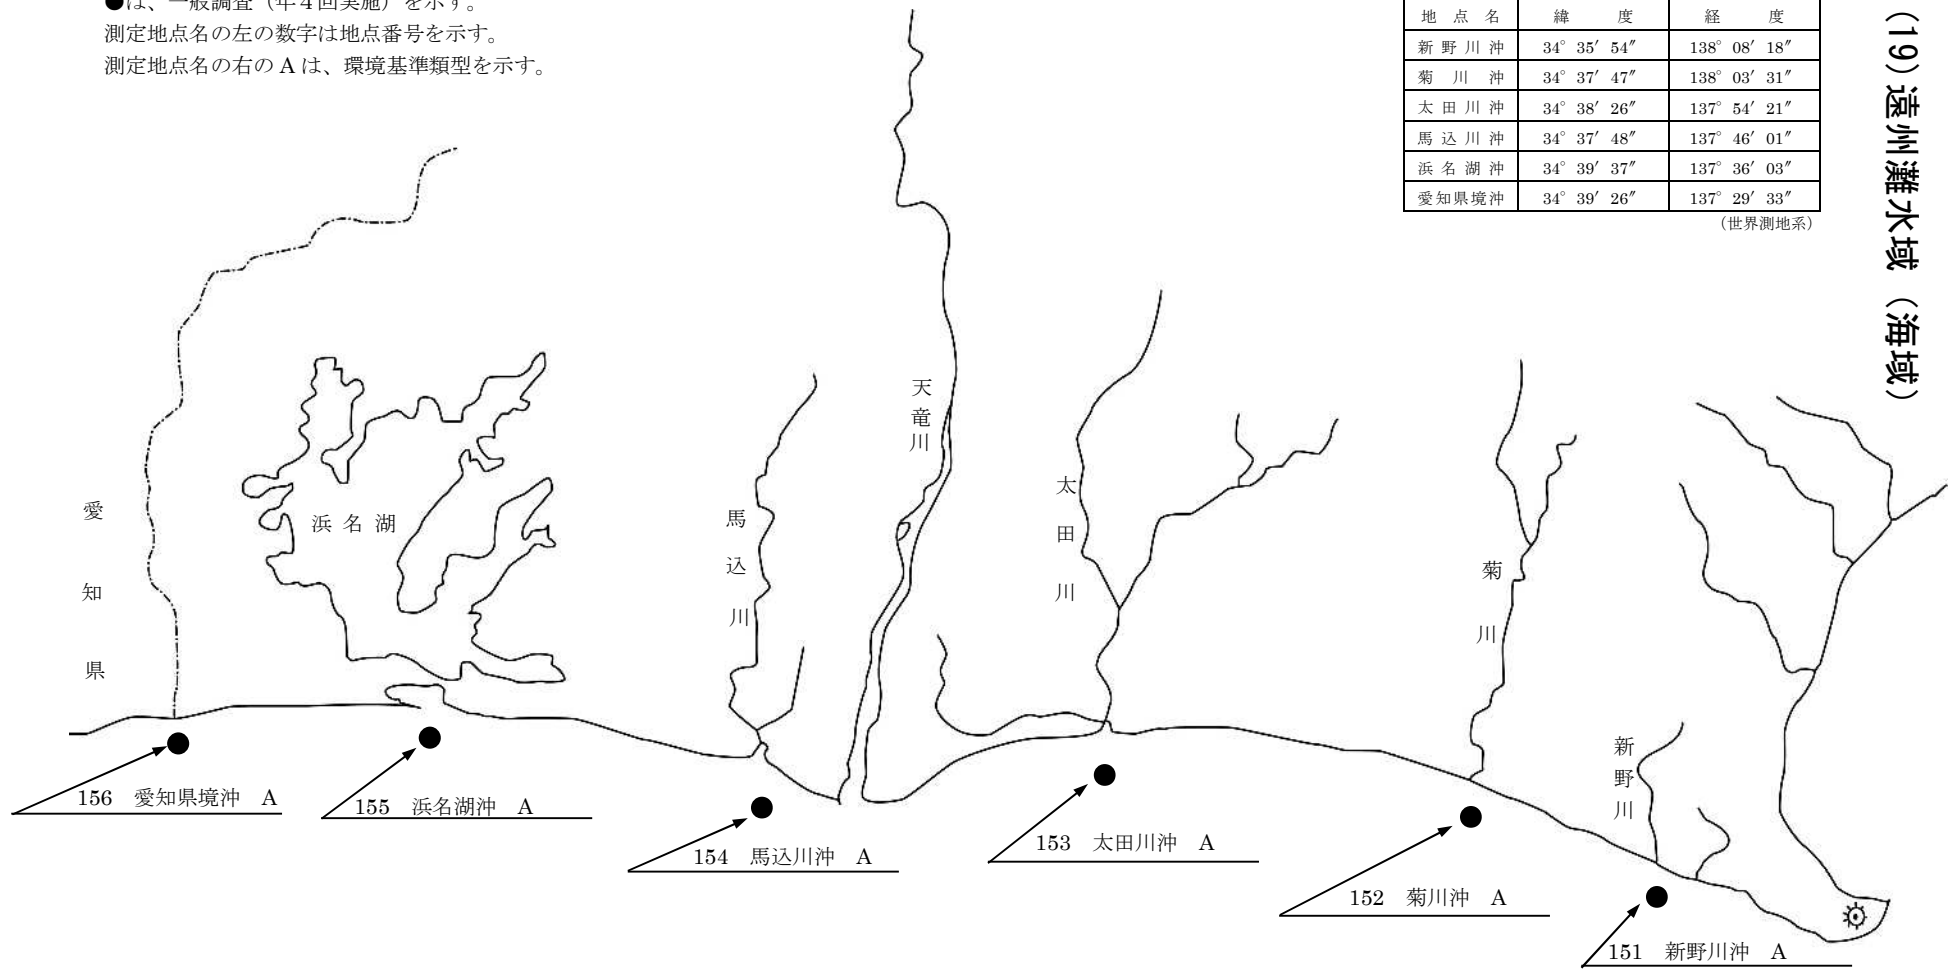 ●は、一般調査（年４回実施）を示す。
測定地点名の左の数字は地点番号を示す。
測定地点名の右の A は、環境基準類型を示す。
(19)遠州灘水域（海域）
地点名 緯度 経度
新野川沖 34° 35′ 54″ 138° 08′ 18″
菊川沖 34° 37′ 47″ 138° 03′ 31″
太田川沖 34° 38′ 26″ 137° 54′ 21″
馬込川沖 34° 37′ 48″ 137° 46′ 01″
浜名湖沖 34° 39′ 37″ 137° 36′ 03″
愛知県境沖 34° 39′ 26″ 137° 29′ 33″
（世界測地系）
愛知県
浜名湖
馬込川
天竜川
太田川
菊川
新野川
156 愛知県境沖 A
155 浜名湖沖 A
154 馬込川沖 A
153 太田川沖 A
152 菊川沖 A
151 新野川沖 A